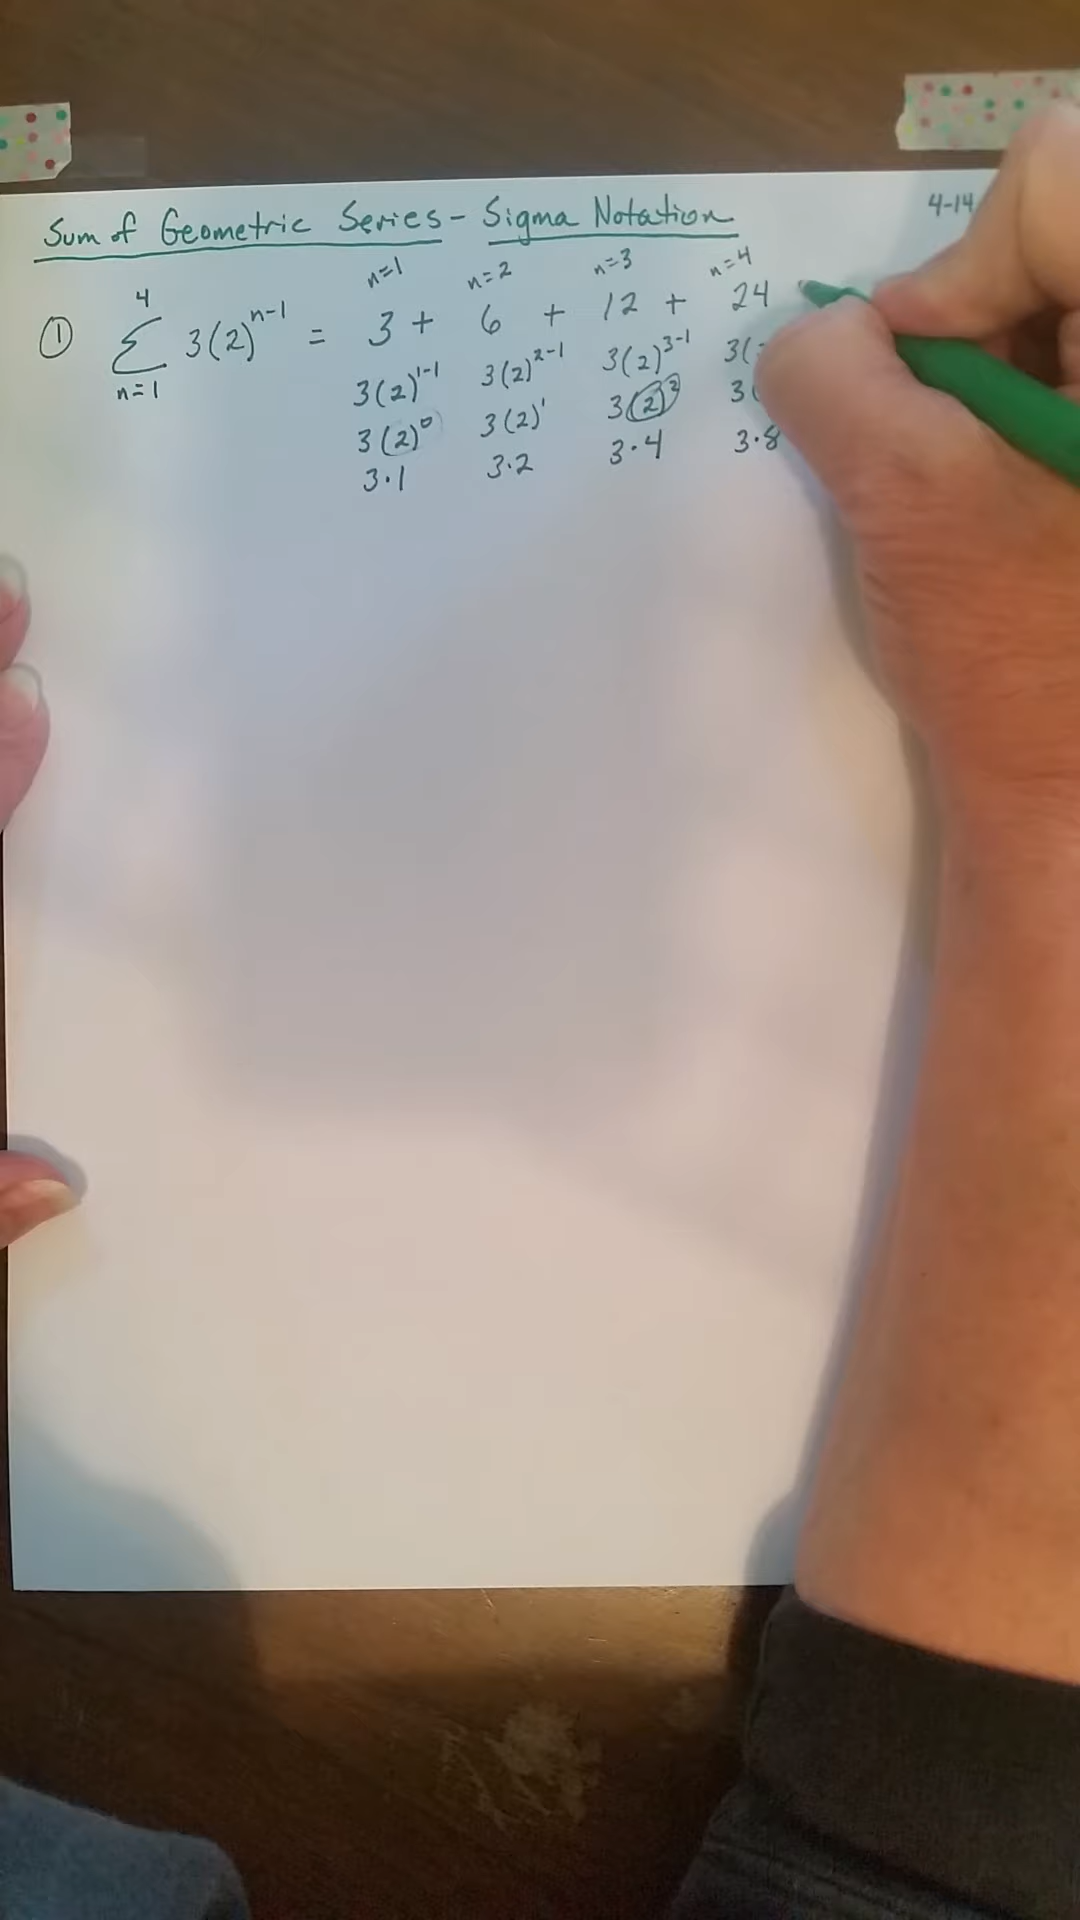 Sum of Geometric Series - Sigma Notation 4-14
n=1 n=2 n=3 n=4
① 4 ∑ n=1 3(2)^{n-1} = 3 + 6 + 12 + 24
3(2)^{1-1} 3(2)^{2-1} 3(2)^{3-1} 3(
3(2)^0 3(2)^1 3(2)^2 3(
3·1 3·2 3·4 3·8